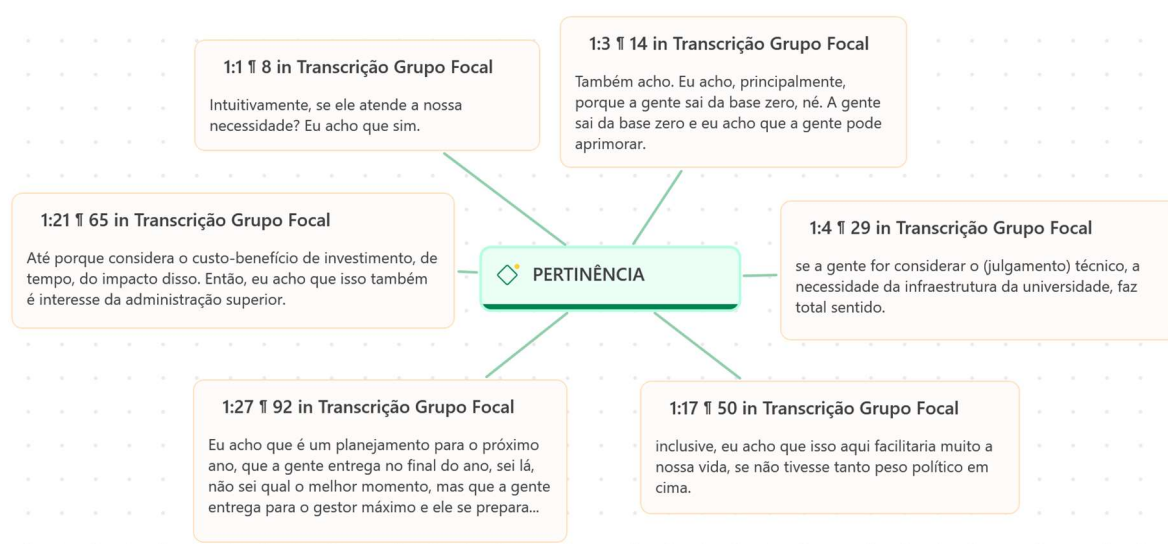 1:1 ¶ 8 in Transcrição Grupo Focal
Intuitivamente, se ele atende a nossa
necessidade? Eu acho que sim.
1:3 ¶ 14 in Transcrição Grupo Focal
Também acho. Eu acho, principalmente,
porque a gente sai da base zero, né. A gente
sai da base zero e eu acho que a gente pode
aprimorar.
1:21 ¶ 65 in Transcrição Grupo Focal
Até porque considera o custo-benefício de investimento, de
tempo, do impacto disso. Então, eu acho que isso também
é interesse da administração superior.
PERTINÊNCIA
1:4 ¶ 29 in Transcrição Grupo Focal
se a gente for considerar o (julgamento) técnico, a
necessidade da infraestrutura da universidade, faz
total sentido.
1:27 ¶ 92 in Transcrição Grupo Focal
Eu acho que é um planejamento para o próximo
ano, que a gente entrega no final do ano, sei lá,
não sei qual o melhor momento, mas que a gente
entrega para o gestor máximo e ele se prepara...
1:17 ¶ 50 in Transcrição Grupo Focal
inclusive, eu acho que isso aqui facilitaria muito a
nossa vida, se não tivesse tanto peso político em
cima.